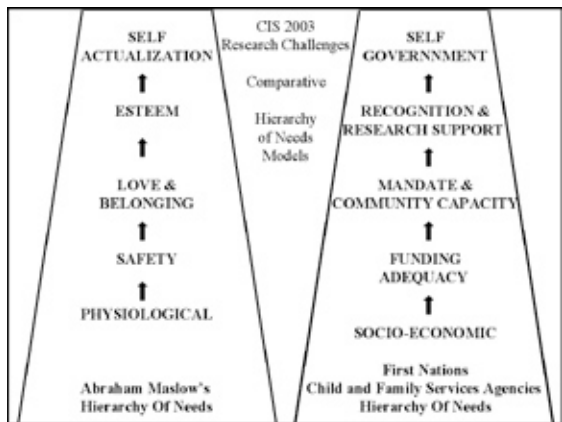 SELF
ACTUALIZATION
ESTEEM
LOVE &
BELONGING
SAFETY
PHYSIOLOGICAL
Abraham Maslow's
Hierarchy Of Needs
CIS 2003
Research Challenges
Comparative
Hierarchy
of Needs
Models
SELF
GOVERNNMENT
RECOGNITION &
RESEARCH SUPPORT
MANDATE &
COMMUNITY CAPACITY
FUNDING
ADEQUACY
SOCIO-ECONOMIC
First Nations
Child and Family Services Agencies
Hierarchy Of Needs